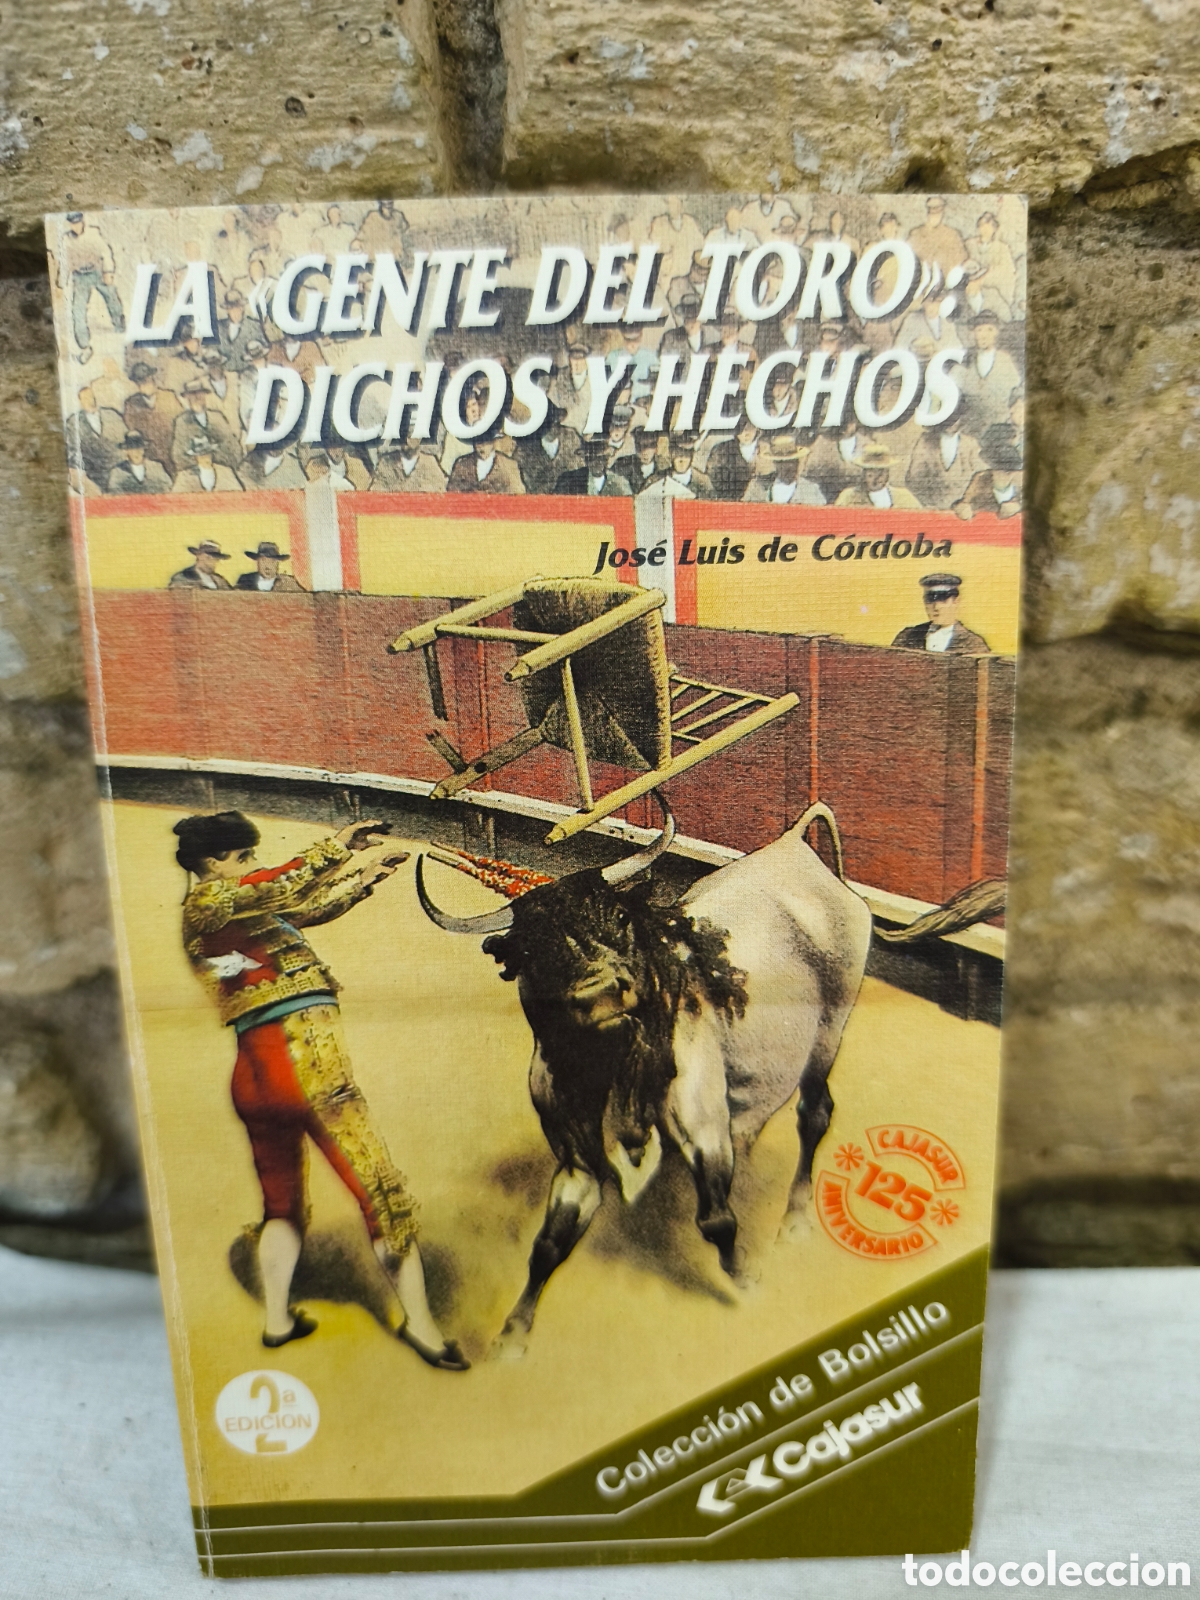 LA «GENTE DEL TORO»:
DICHOS Y HECHOS
José Luis de Córdoba
CAJASUR
125
ANIVERSARIO
2ª
EDICION
Colección de Bolsillo
Cajasur
todocoleccion